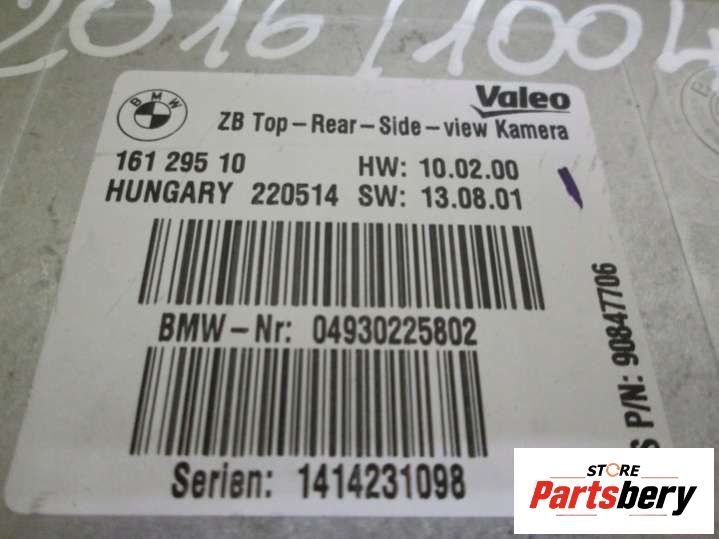 2016/1004
BMW
Valeo
ZB Top-Rear-Side-view Kamera
161 295 10 HW: 10.02.00
HUNGARY 220514 SW: 13.08.01
BMW-Nr: 04930225802
Serien: 1414231098
S P/N: 90847706
STORE
Partsbery